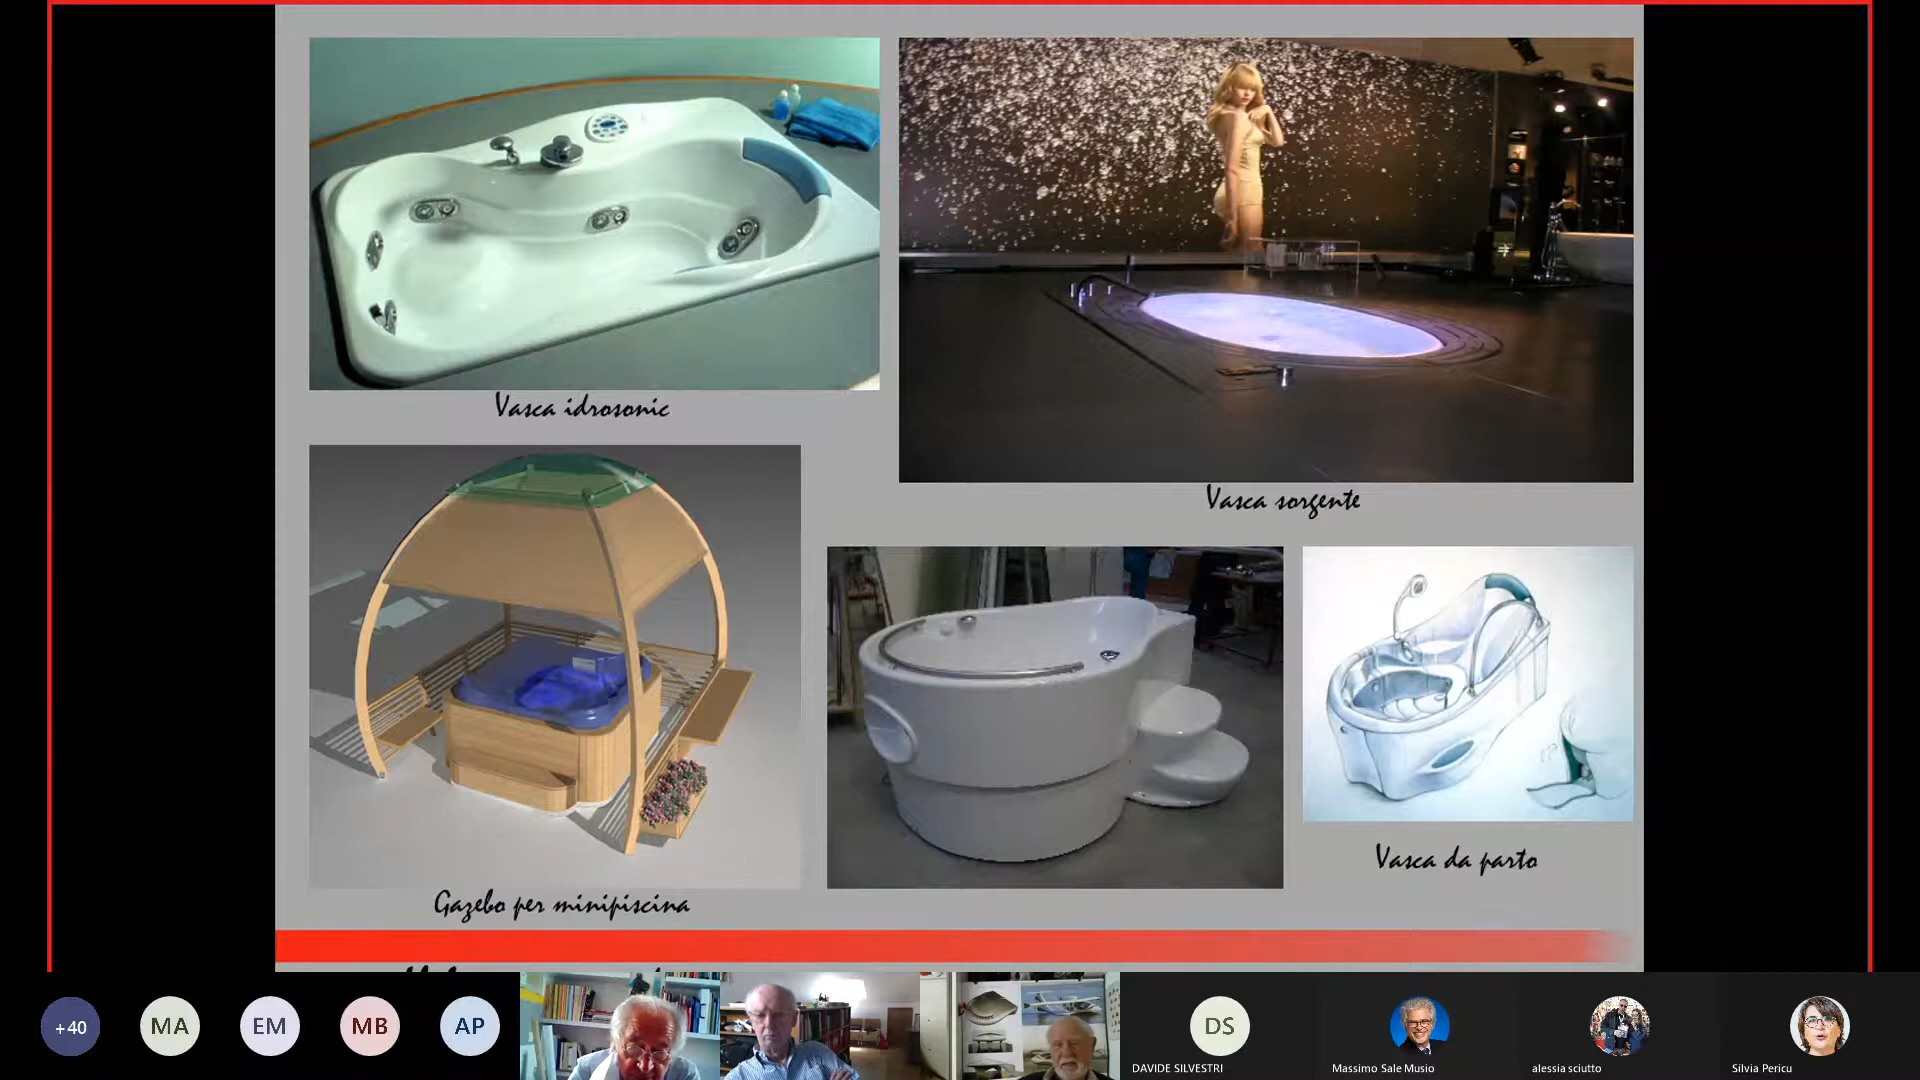 Vasca idrosonic
Vasca sorgente
Gazebo per minipiscina
Vasca da parto
+40
MA
EM
MB
AP
DS
DAVIDE SILVESTRI
Massimo Sale Musio
alessia sciutto
Silvia Pericu